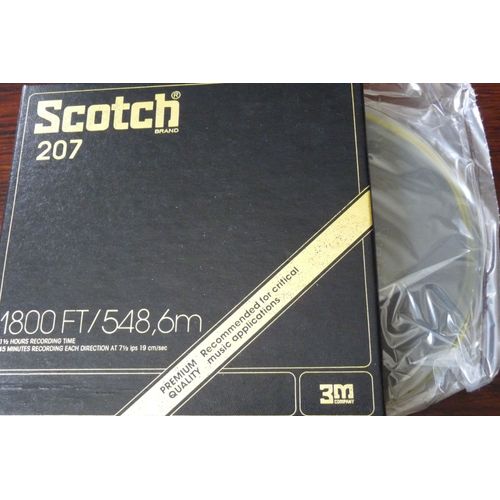 Scotch®
BRAND
207
1800 FT/548,6m
1½ HOURS RECORDING TIME
45 MINUTES RECORDING EACH DIRECTION AT 7½ ips 19 cm/sec
PREMIUM
QUALITY
Recommended for critical
music applications
3M
COMPANY